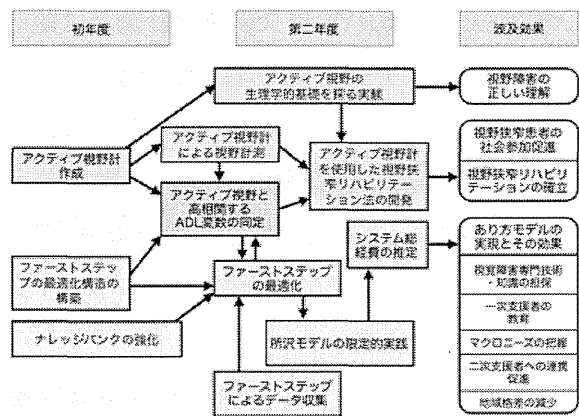 初年度
第二年度
波及効果
アクティブ視野の
生理学的基礎を探る実験
視野障害の
正しい理解
アクティブ視野計
による視野計測
アクティブ視野計
を使用した視野狭
窄リハビリテー
ション法の開発
視野狭窄患者の
社会参加促進
視野狭窄リハビリ
テーションの確立
アクティブ視野計
作成
アクティブ視野と
高相関する
ADL変数の同定
システム総
経費の推定
あり方モデルの
実現とその効果
ファーストステッ
プの最適化構造の
構築
ファーストステップ
の最適化
視覚障害専門技術
・知識の担保
一次支援者の
教育
ナレッジバンクの強化
所沢モデルの限定的実践
マクロニーズの把握
二次支援者への連携
促進
ファーストステップ
によるデータ収集
地域格差の減少